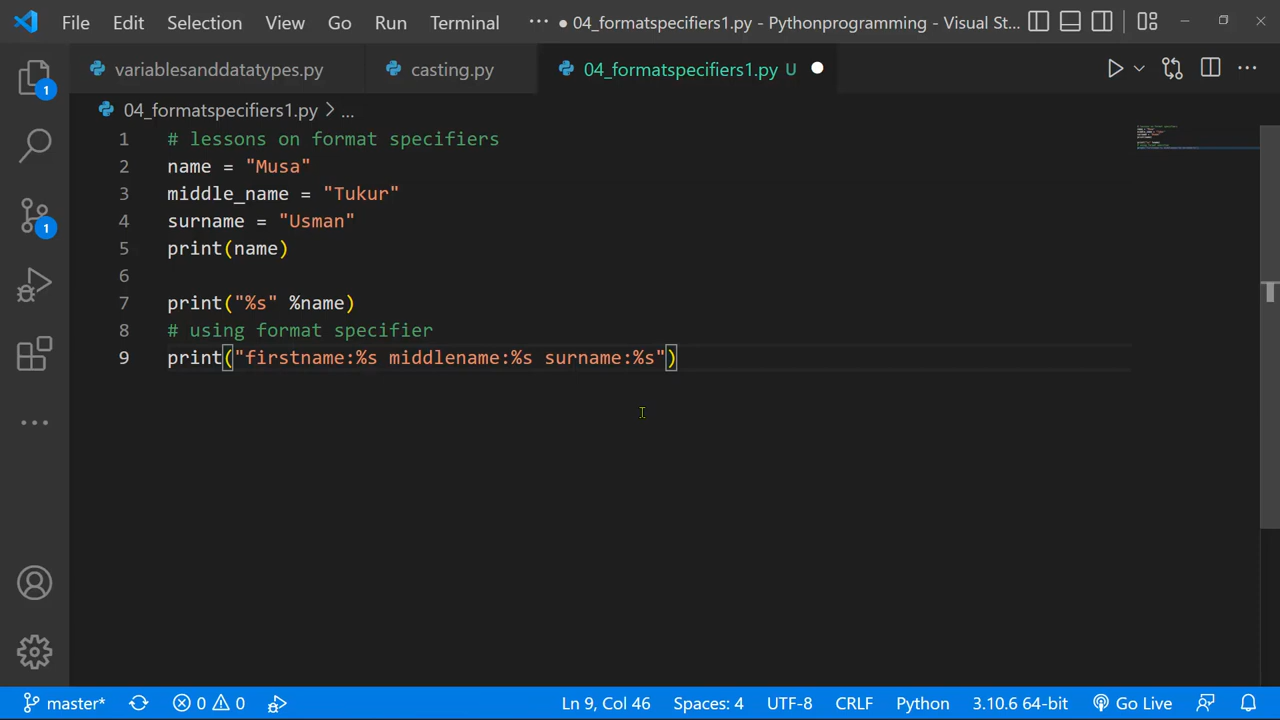 File Edit Selection View Go Run Terminal ··· ● 04_formatspecifiers1.py - Pythonprogramming - Visual St...
variablesanddatatypes.py casting.py 04_formatspecifiers1.py U
04_formatspecifiers1.py > ...
1 # lessons on format specifiers
2 name = "Musa"
3 middle_name = "Tukur"
4 surname = "Usman"
5 print(name)
6
7 print("%s" %name)
8 # using format specifier
9 print("firstname:%s middlename:%s surname:%s")
1
1
master* 0 0 Ln 9, Col 46 Spaces: 4 UTF-8 CRLF Python 3.10.6 64-bit Go Live